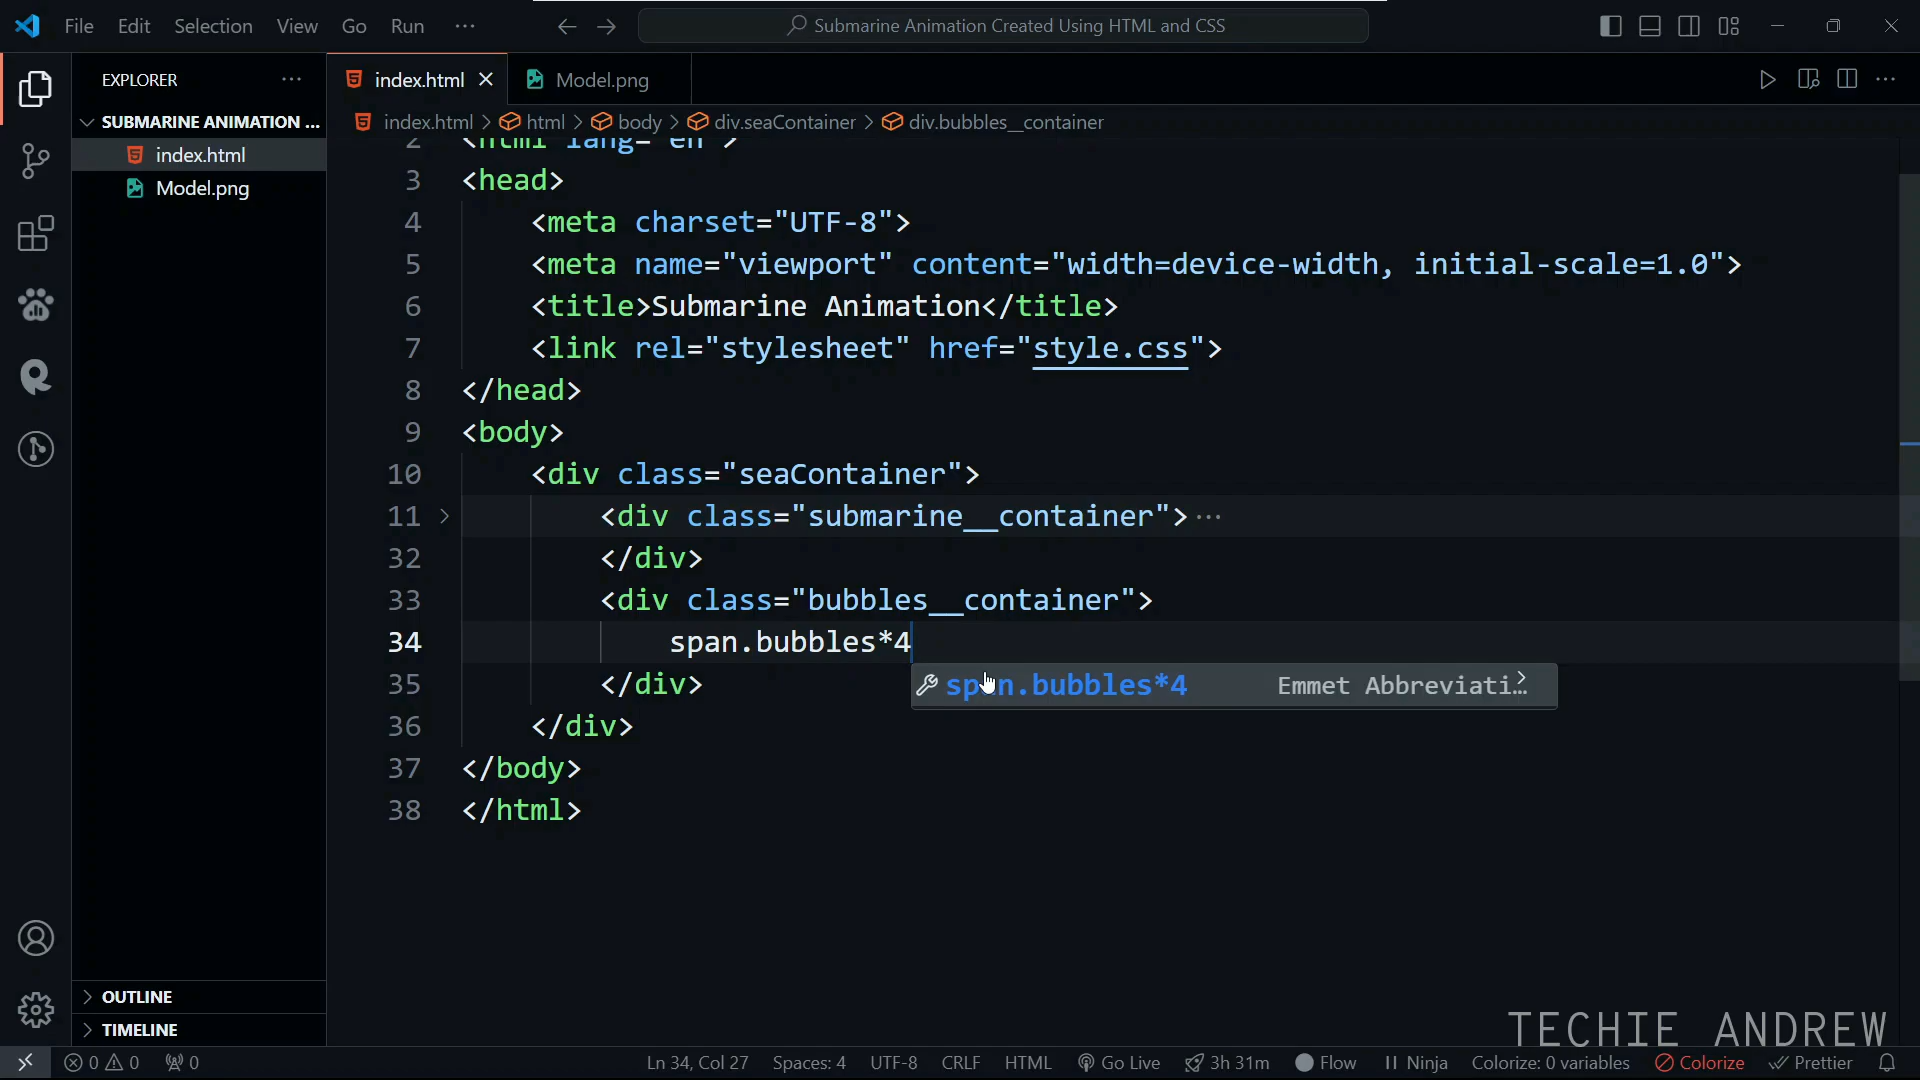 File Edit Selection View Go Run
Submarine Animation Created Using HTML and CSS
EXPLORER
index.html
Model.png
SUBMARINE ANIMATION ...
index.html
Model.png
index.html > html > body > div.seaContainer > div.bubbles__container
2 <html lang="en">
3 <head>
4 <meta charset="UTF-8">
5 <meta name="viewport" content="width=device-width, initial-scale=1.0">
6 <title>Submarine Animation</title>
7 <link rel="stylesheet" href="style.css">
8 </head>
9 <body>
10 <div class="seaContainer">
11 <div class="submarine__container">...
32 </div>
33 <div class="bubbles__container">
34 span.bubbles*4
span.bubbles*4 Emmet Abbreviati...
35 </div>
36 </div>
37 </body>
38 </html>
OUTLINE
TIMELINE
TECHIE ANDREW
0 0 0 Ln 34, Col 27 Spaces: 4 UTF-8 CRLF HTML Go Live 3h 31m Flow Ninja Colorize: 0 variables Colorize Prettier